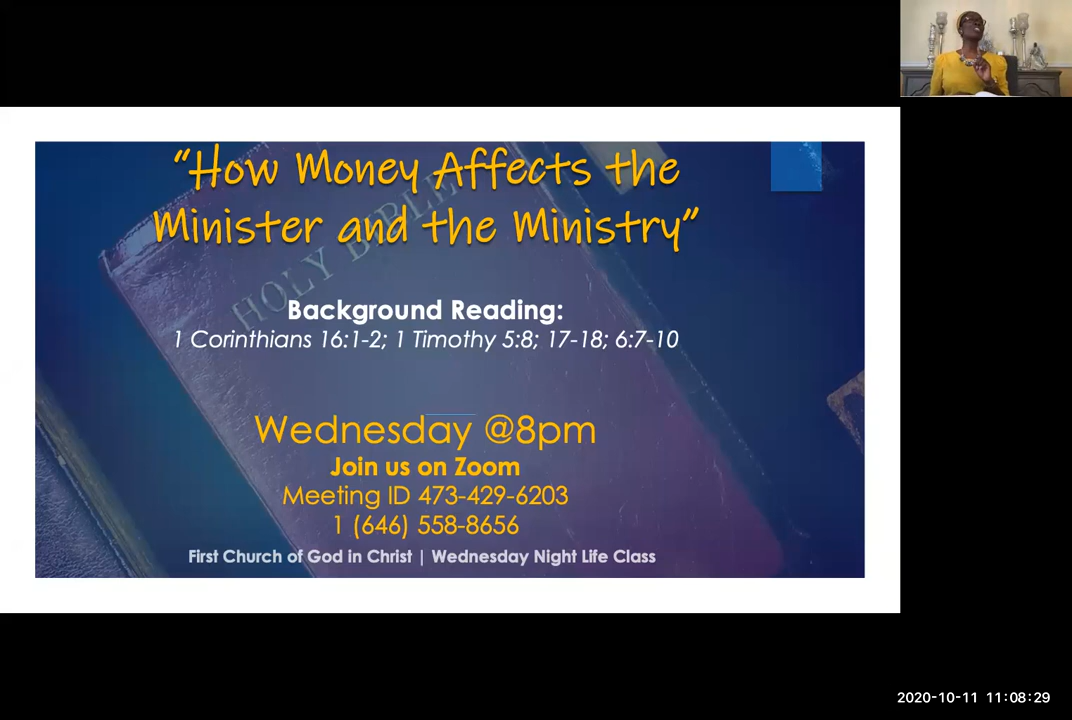 "How Money Affects the
Minister and the Ministry"
HOLY BIBLE
Background Reading:
1 Corinthians 16:1-2; 1 Timothy 5:8; 17-18; 6:7-10
Wednesday @8pm
Join us on Zoom
Meeting ID 473-429-6203
1 (646) 558-8656
First Church of God in Christ | Wednesday Night Life Class
2020-10-11 11:08:29